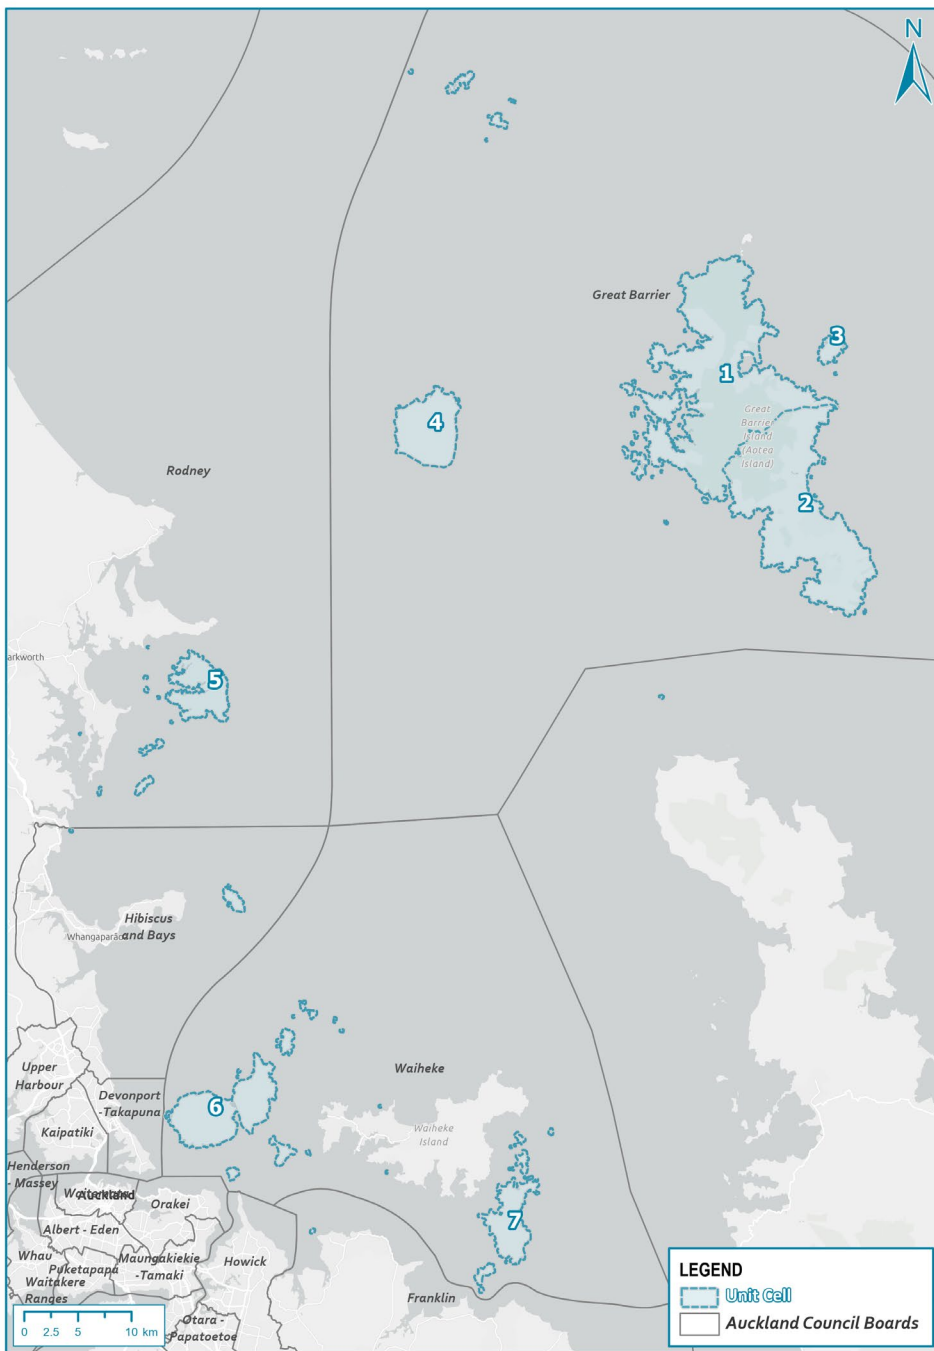 N
Great Barrier
3
1
Great
Barrier
Island
(Aotea
Island)
4
Rodney
2
arkworth
5
Hibiscus
and Bays
Whangaparāo
Waiheke
Upper
Harbour
Devonport
-Takapuna
6
Kaipatiki
Waiheke
Island
Henderson
- Massey
Auckland
Orakei
7
Albert - Eden
Whau
Puketapapa
Maungakiekie
-Tamaki
Howick
Waitakere
Ranges
Franklin
Otara -
Papatoetoe
0 2.5 5 10 km
LEGEND
Unit Cell
Auckland Council Boards